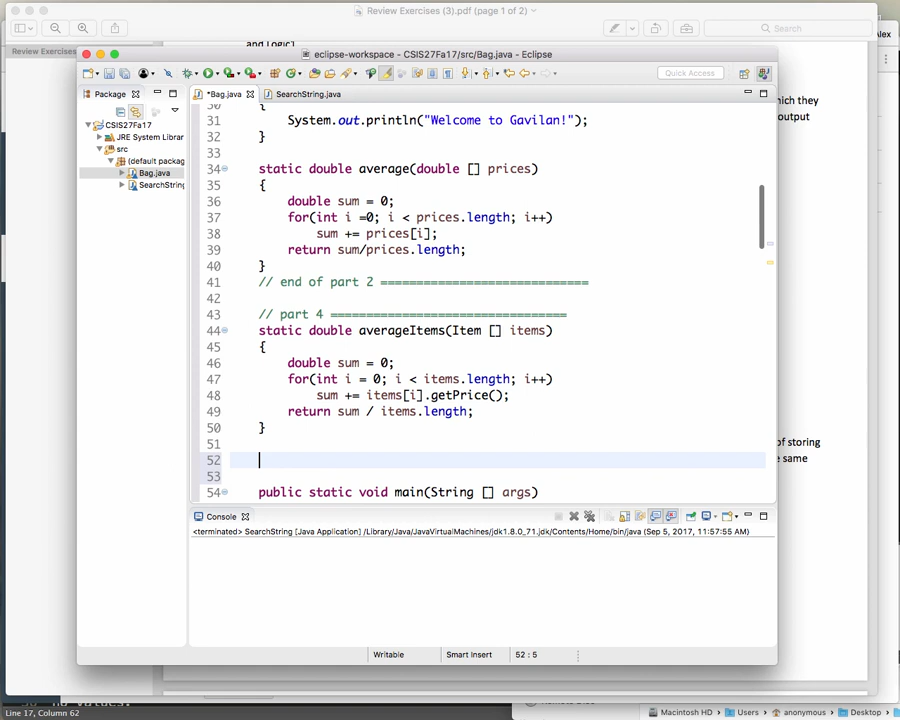 Review Exercises (3).pdf (page 1 of 2)
Search
Review Exercises
and Logic]
Alex
eclipse-workspace - CSIS27Fa17/src/Bag.java - Eclipse
Quick Access
Package
*Bag.java
SearchString.java
CSIS27Fa17
JRE System Librar
src
(default packag
Bag.java
SearchString
{
31 System.out.println("Welcome to Gavilan!");
32 }
33
34 static double average(double [] prices)
35 {
36 double sum = 0;
37 for(int i =0; i < prices.length; i++)
38 sum += prices[i];
39 return sum/prices.length;
40 }
41 // end of part 2 =============================
42
43 // part 4 =================================
44 static double averageItems(Item [] items)
45 {
46 double sum = 0;
47 for(int i = 0; i < items.length; i++)
48 sum += items[i].getPrice();
49 return sum / items.length;
50 }
51
52
53
54 public static void main(String [] args)
hich they
output
of storing
e same
Console
<terminated> SearchString [Java Application] /Library/Java/JavaVirtualMachines/jdk1.8.0_71.jdk/Contents/Home/bin/java (Sep 5, 2017, 11:57:55 AM)
Writable
Smart Insert
52 : 5
Line 17, Column 62
Macintosh HD
Users
anonymous
Desktop